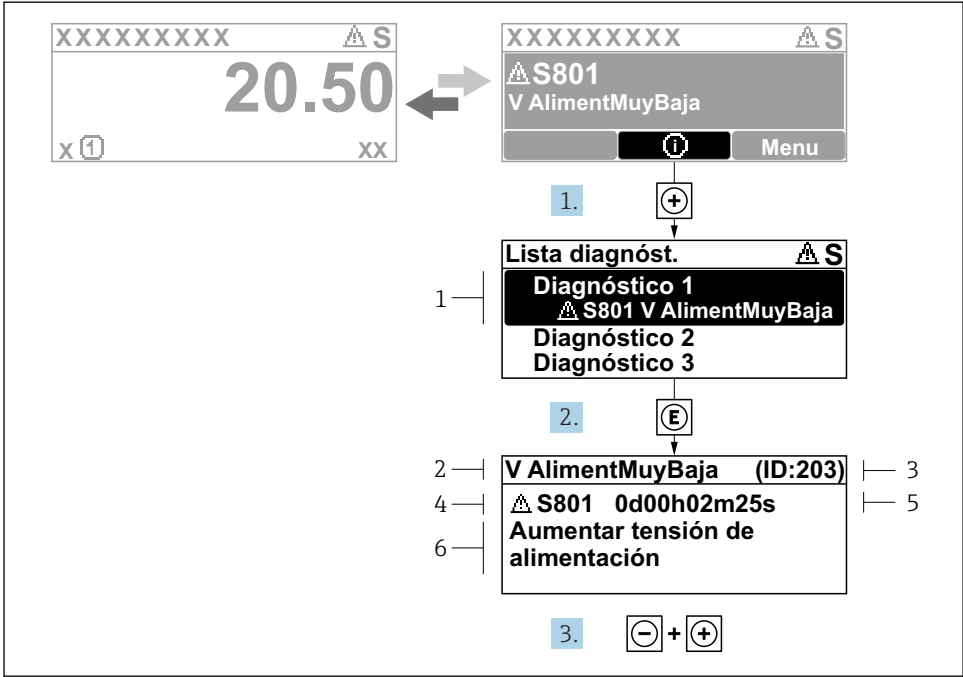 XXXXXXXXX S
20.50
X 1 XX
XXXXXXXXX S
S801
V AlimentMuyBaja
i Menu
1. +
Lista diagnóst. S
1
Diagnóstico 1
S801 V AlimentMuyBaja
Diagnóstico 2
Diagnóstico 3
2. E
2 V AlimentMuyBaja (ID:203) 3
4 S801 0d00h02m25s 5
6 Aumentar tensión de
alimentación
3. - + +